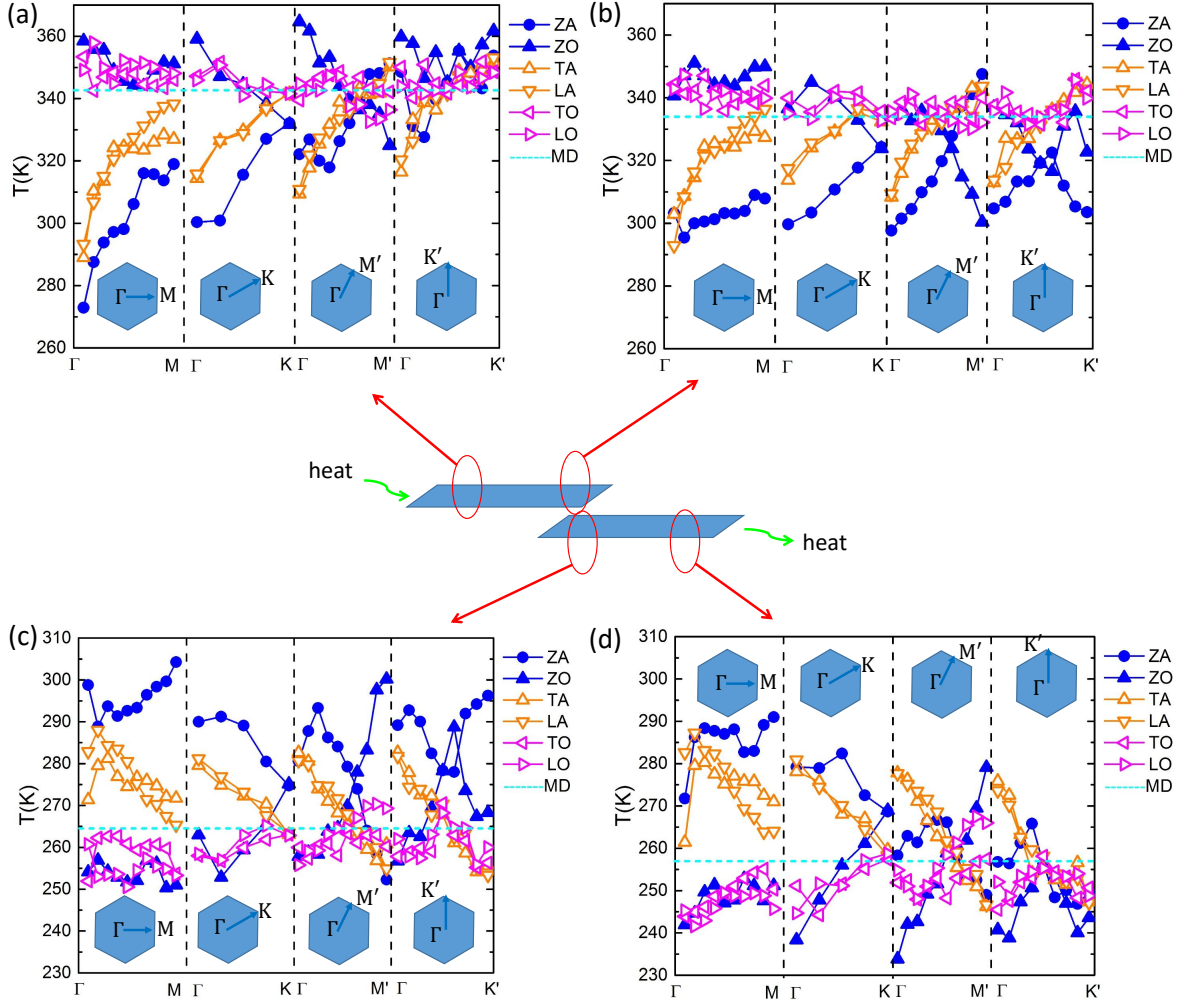 (a)
T(K)
360
340
320
300
280
260
Γ M Γ K Γ M' Γ K'
Γ M
Γ K
Γ M′
Γ K′
ZA
ZO
TA
LA
TO
LO
MD
(b)
T(K)
360
340
320
300
280
260
Γ M Γ K Γ M' Γ K'
Γ M
Γ K
Γ M′
Γ K′
ZA
ZO
TA
LA
TO
LO
MD
heat
heat
(c)
T(K)
310
300
290
280
270
260
250
240
230
Γ M Γ K Γ M' Γ K'
Γ M
Γ K
Γ M′
Γ K′
ZA
ZO
TA
LA
TO
LO
MD
(d)
T(K)
310
300
290
280
270
260
250
240
230
Γ M Γ K Γ M' Γ K'
Γ M
Γ K
Γ M′
Γ K′
ZA
ZO
TA
LA
TO
LO
MD